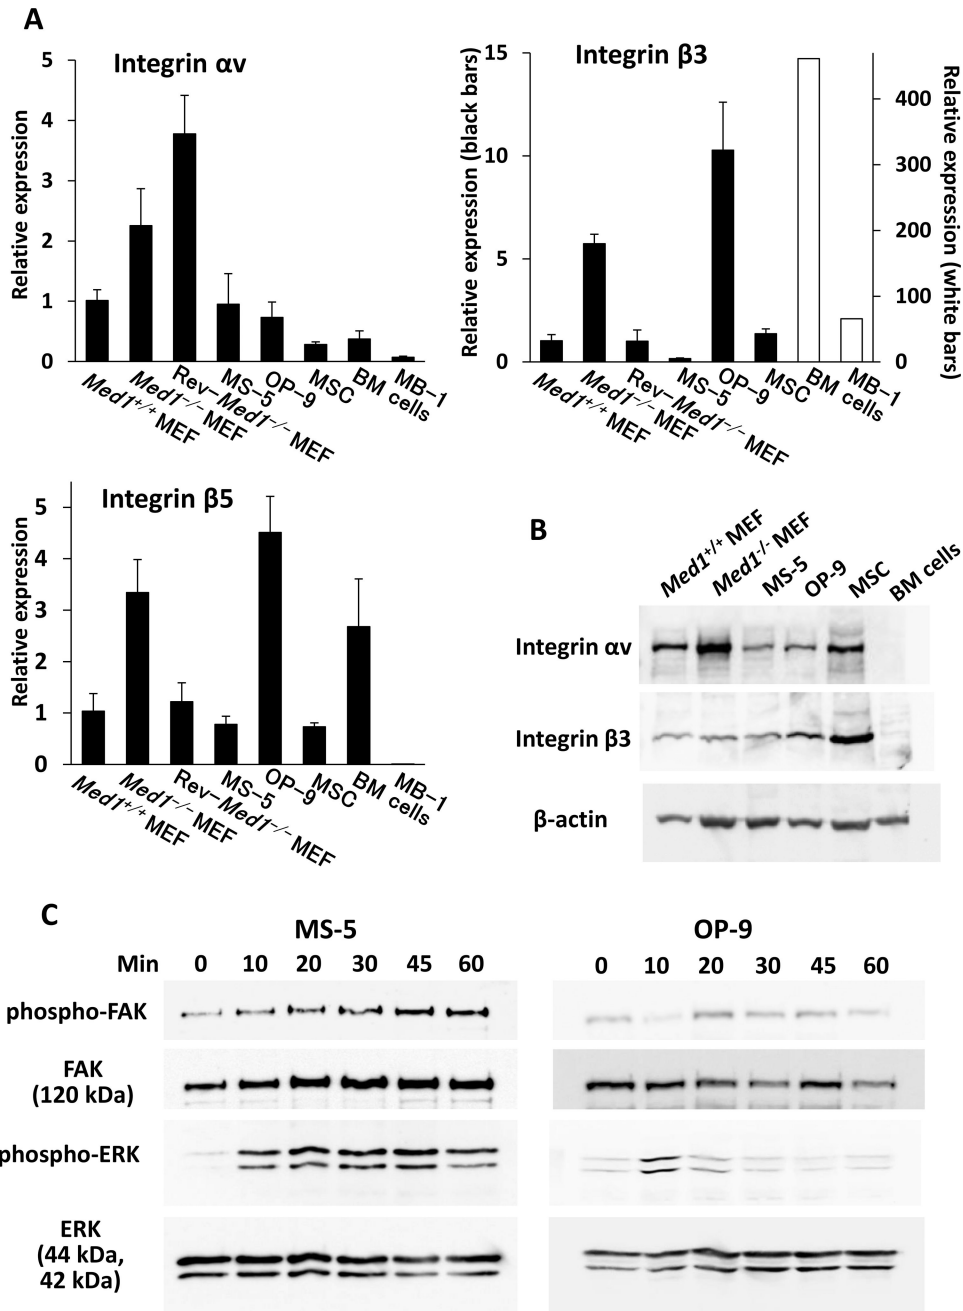 A
Integrin αv
Relative expression
5
4
3
2
1
0
Med1+/+ MEF
Med1−/− MEF
Rev–Med1−/− MEF
MS-5
OP–9
MSC
BM cells
MB–1
Integrin β3
Relative expression (black bars)
15
10
5
0
Relative expression (white bars)
400
300
200
100
0
Med1+/+ MEF
Med1−/− MEF
Rev–Med1−/− MEF
MS-5
OP–9
MSC
BM cells
MB–1
Integrin β5
Relative expression
5
4
3
2
1
0
Med1+/+ MEF
Med1−/− MEF
Rev–Med1−/− MEF
MS-5
OP–9
MSC
BM cells
MB–1
B
Med1+/+ MEF
Med1-/- MEF
MS-5
OP-9
MSC
BM cells
Integrin αv
Integrin β3
β-actin
C
MS-5
OP-9
Min 0 10 20 30 45 60 0 10 20 30 45 60
phospho-FAK
FAK
(120 kDa)
phospho-ERK
ERK
(44 kDa,
42 kDa)